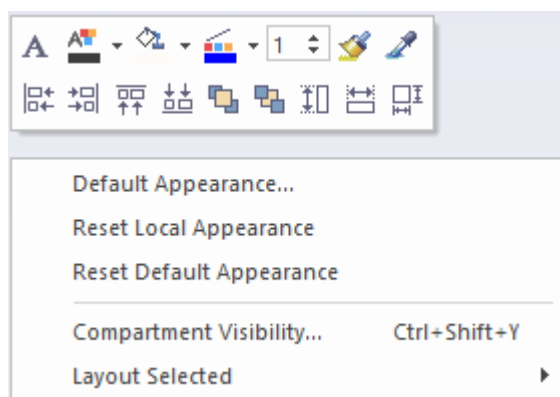 A A 1
Default Appearance...
Reset Local Appearance
Reset Default Appearance
Compartment Visibility... Ctrl+Shift+Y
Layout Selected